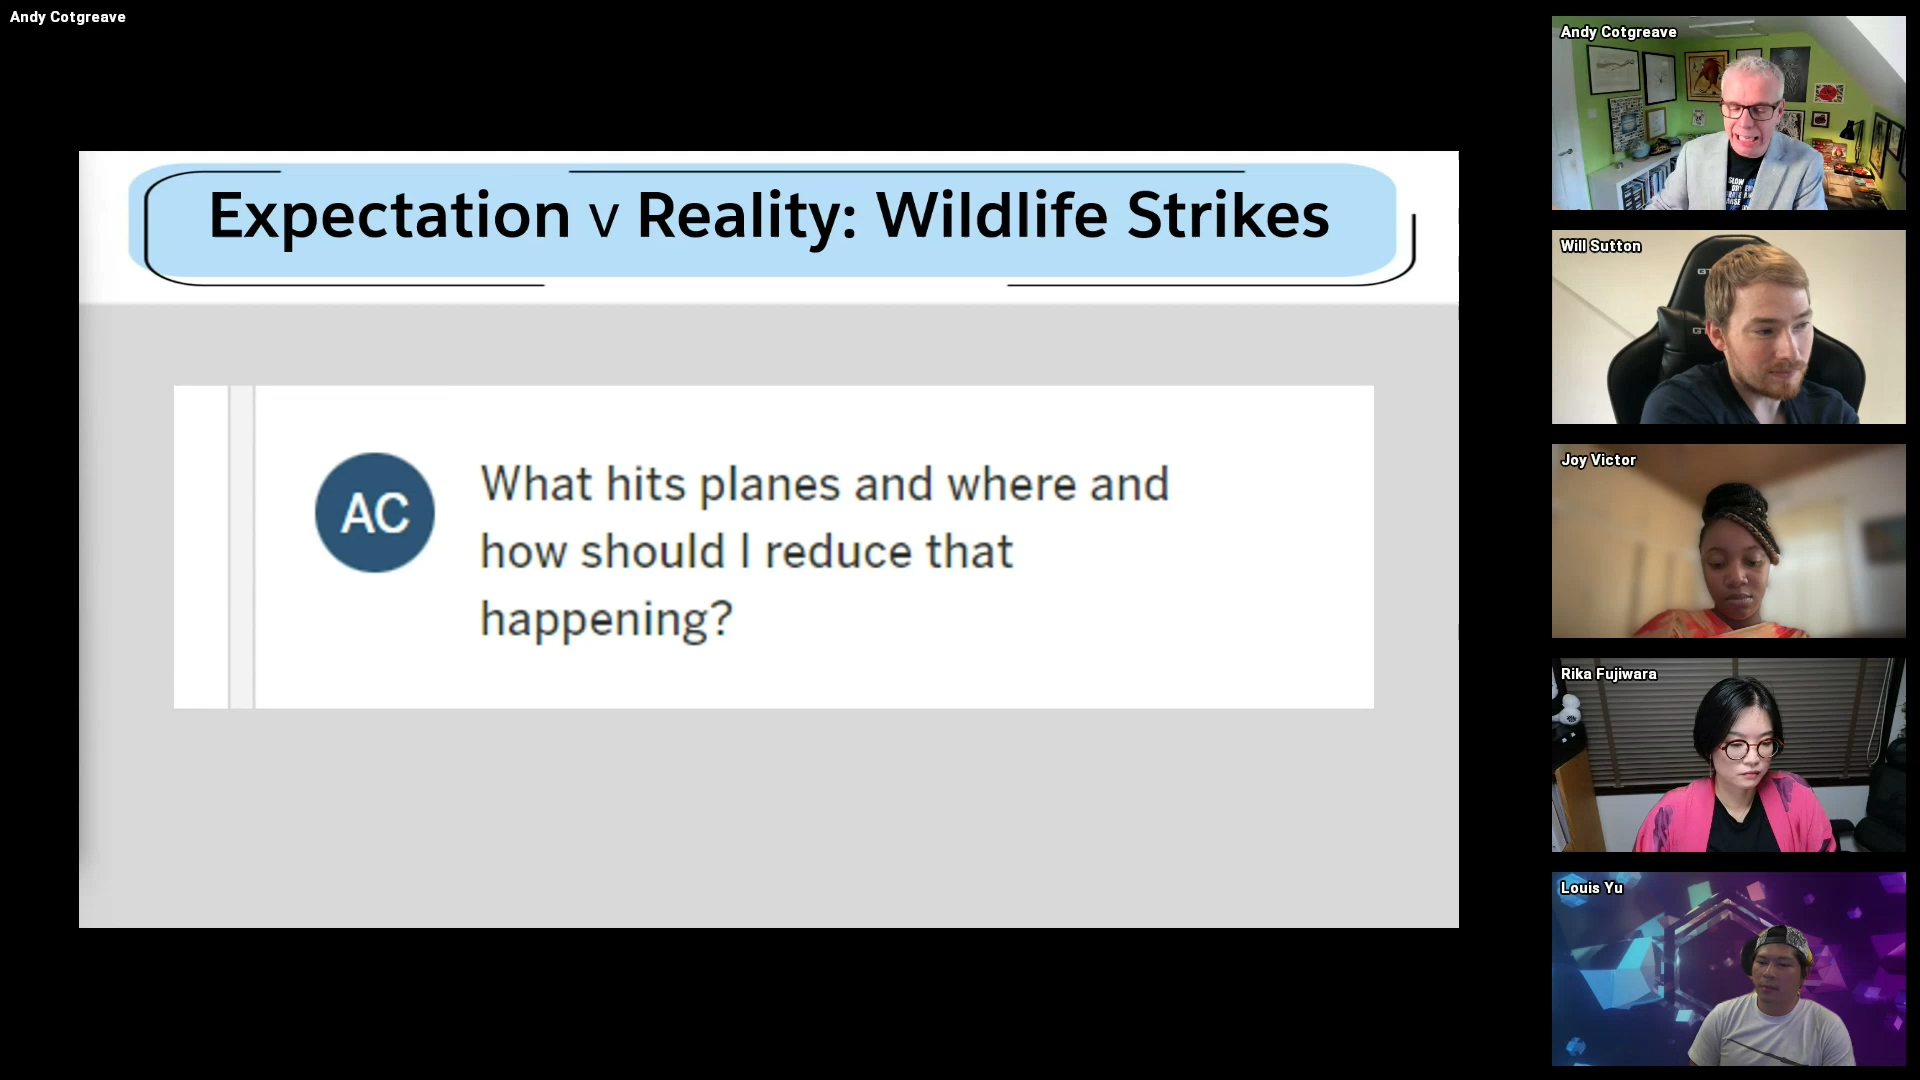 Andy Cotgreave
Expectation v Reality: Wildlife Strikes
AC
What hits planes and where and
how should I reduce that
happening?
Andy Cotgreave
Will Sutton
Joy Victor
Rika Fujiwara
Louis Yu